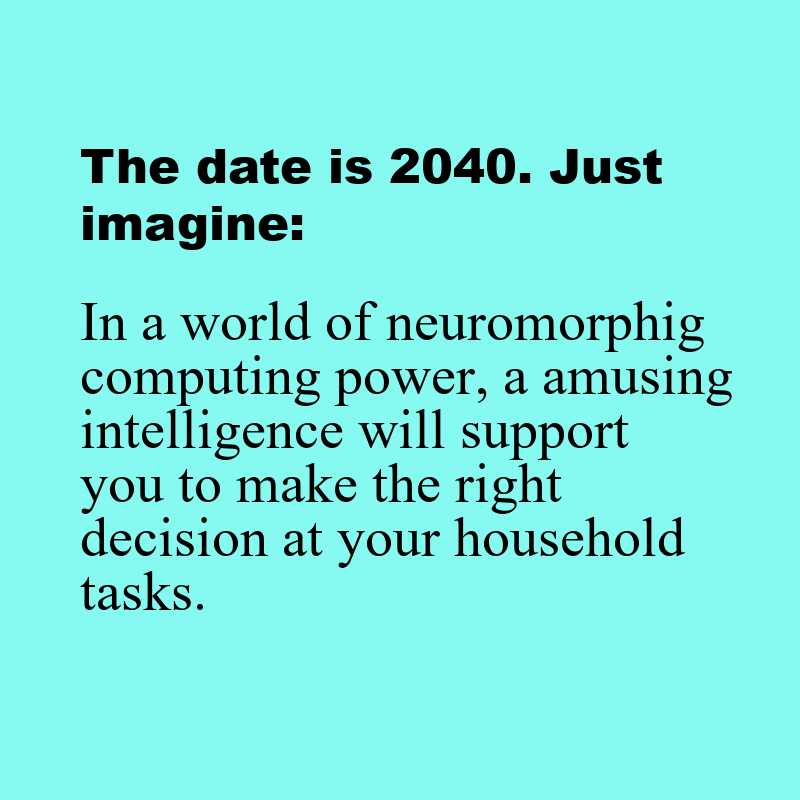 The date is 2040. Just
imagine:
In a world of neuromorphig
computing power, a amusing
intelligence will support
you to make the right
decision at your household
tasks.